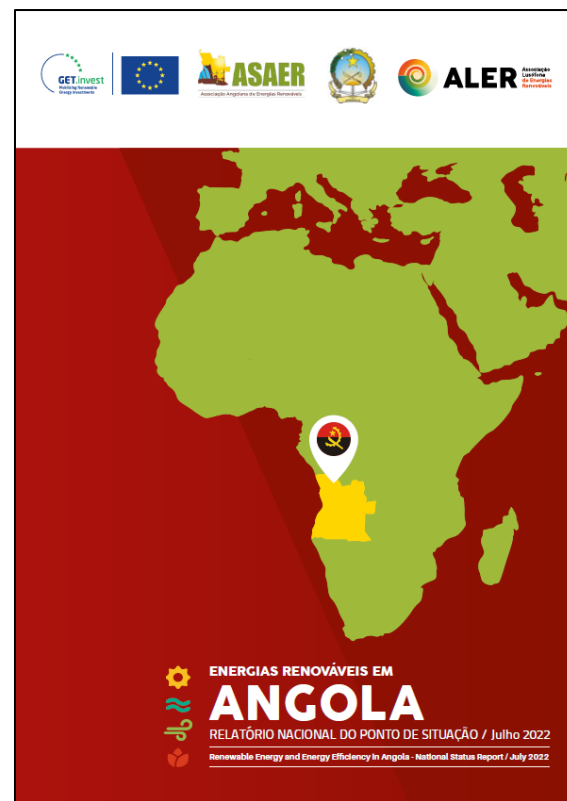 GET.invest
Mobilising Renewable
Energy Investments
ASAER
Associação Angolana de Energias Renováveis
ALER
Associação
Lusófona
de Energias
Renováveis
ENERGIAS RENOVÁVEIS EM
ANGOLA
RELATÓRIO NACIONAL DO PONTO DE SITUAÇÃO / Julho 2022
Renewable Energy and Energy Efficiency in Angola - National Status Report / July 2022